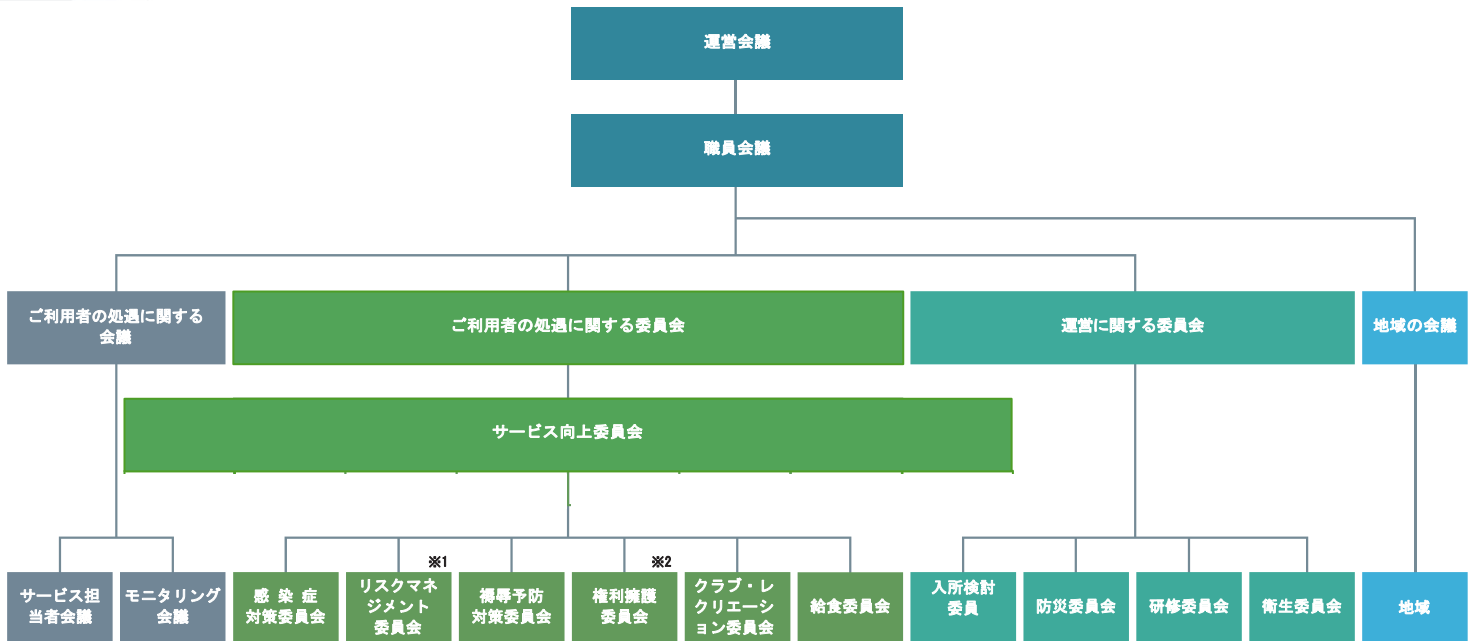 運営会議
職員会議
ご利用者の処遇に関する
会議
ご利用者の処遇に関する委員会
運営に関する委員会
地域の会議
サービス向上委員会
※1
※2
サービス担
当者会議
モニタリング
会議
感 染 症
対策委員会
リスクマネ
ジメント
委員会
褥瘡予防
対策委員会
権利擁護
委員会
クラブ・レ
クリエーシ
ョン委員会
給食委員会
入所検討
委員
防災委員会
研修委員会
衛生委員会
地域